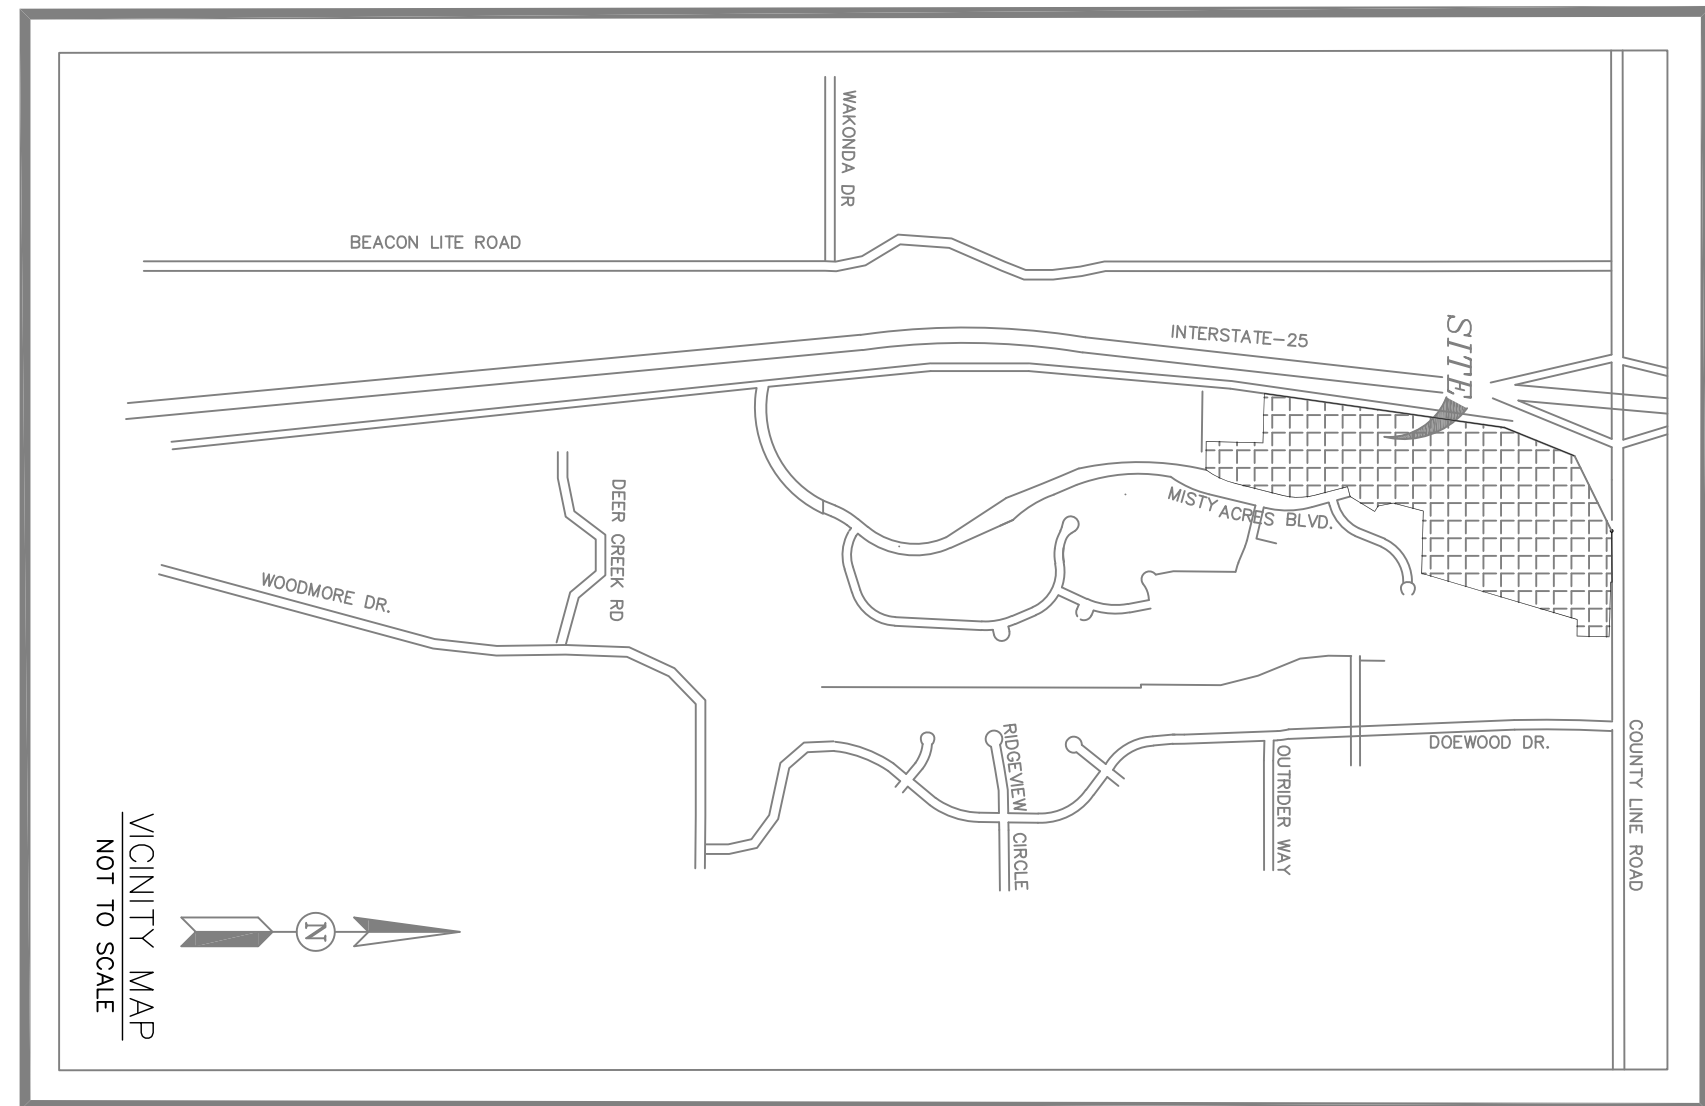 WAKONDA DR
BEACON LITE ROAD
INTERSTATE-25
SITE
MISTY ACRES BLVD.
DEER CREEK RD
WOODMORE DR.
RIDGEVIEW CIRCLE
OUTRIDER WAY
DOEWOOD DR.
COUNTY LINE ROAD
VICINITY MAP
NOT TO SCALE
N